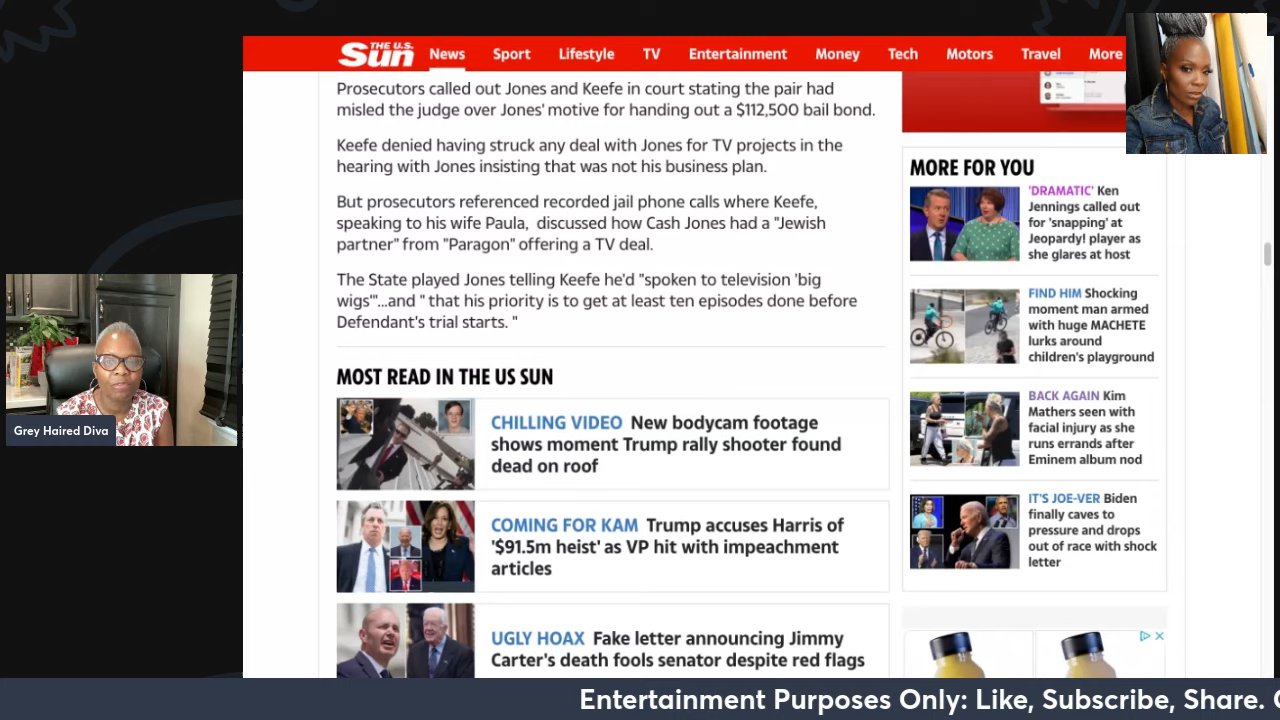 THE U.S. Sun
News Sport Lifestyle TV Entertainment Money Tech Motors Travel More
Prosecutors called out Jones and Keefe in court stating the pair had
misled the judge over Jones' motive for handing out a $112,500 bail bond.
Keefe denied having struck any deal with Jones for TV projects in the
hearing with Jones insisting that was not his business plan.
But prosecutors referenced recorded jail phone calls where Keefe,
speaking to his wife Paula,  discussed how Cash Jones had a "Jewish
partner" from "Paragon" offering a TV deal.
The State played Jones telling Keefe he'd "spoken to television 'big
wigs'"...and " that his priority is to get at least ten episodes done before
Defendant's trial starts. "
MOST READ IN THE US SUN
CHILLING VIDEO New bodycam footage
shows moment Trump rally shooter found
dead on roof
COMING FOR KAM Trump accuses Harris of
'$91.5m heist' as VP hit with impeachment
articles
UGLY HOAX Fake letter announcing Jimmy
Carter's death fools senator despite red flags
MORE FOR YOU
'DRAMATIC' Ken
Jennings called out
for 'snapping' at
Jeopardy! player as
she glares at host
FIND HIM Shocking
moment man armed
with huge MACHETE
lurks around
children's playground
BACK AGAIN Kim
Mathers seen with
facial injury as she
runs errands after
Eminem album nod
IT'S JOE-VER Biden
finally caves to
pressure and drops
out of race with shock
letter
Grey Haired Diva
Entertainment Purposes Only: Like, Subscribe, Share.